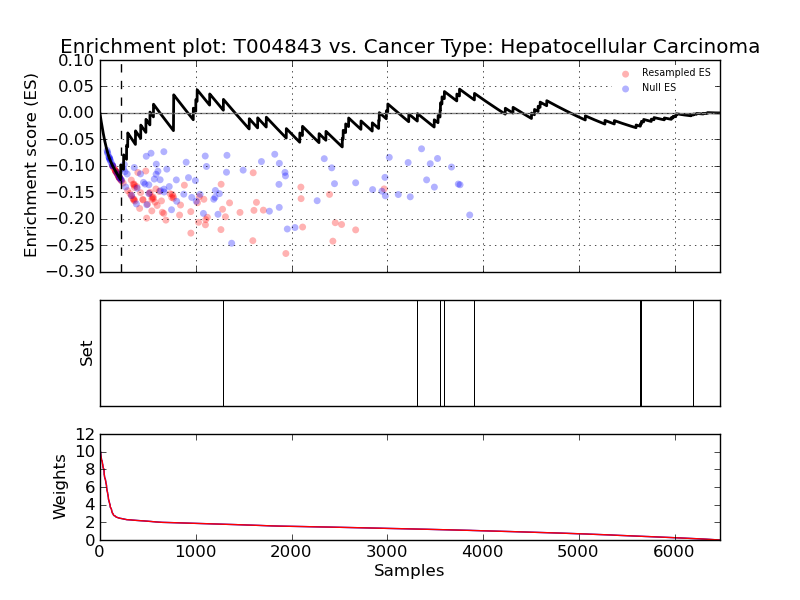 Enrichment plot: T004843 vs. Cancer Type: Hepatocellular Carcinoma
0.10
0.05
0.00
−0.05
−0.10
−0.15
−0.20
−0.25
−0.30
Enrichment score (ES)
Resampled ES
Null ES
Set
12
10
8
6
4
2
0
Weights
0 1000 2000 3000 4000 5000 6000
Samples